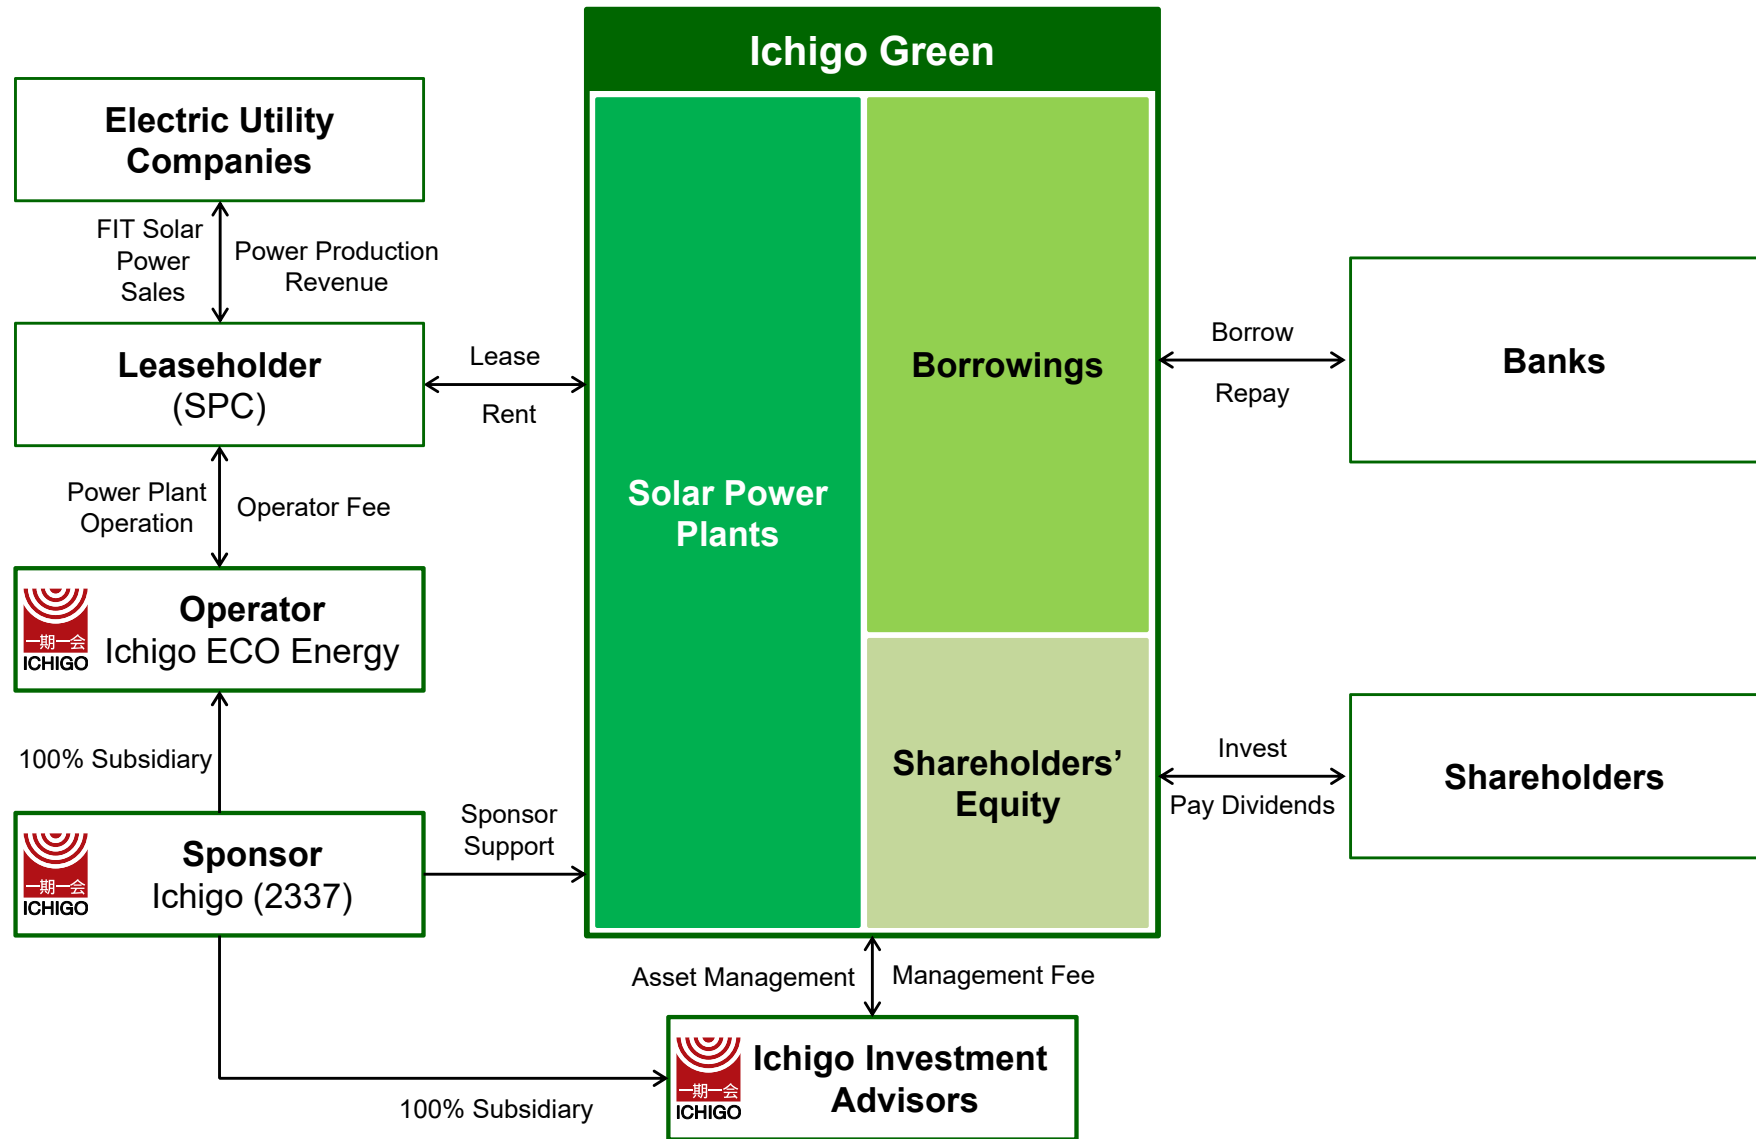 Ichigo Green
Electric Utility
Companies
FIT Solar
Power
Sales
Power Production
Revenue
Leaseholder
(SPC)
Lease
Rent
Power Plant
Operation
Operator Fee
一期一会
ICHIGO
Operator
Ichigo ECO Energy
100% Subsidiary
一期一会
ICHIGO
Sponsor
Ichigo (2337)
Sponsor
Support
Solar Power
Plants
Borrowings
Shareholders’
Equity
Borrow
Repay
Banks
Invest
Pay Dividends
Shareholders
Asset Management
Management Fee
100% Subsidiary
一期一会
ICHIGO
Ichigo Investment
Advisors